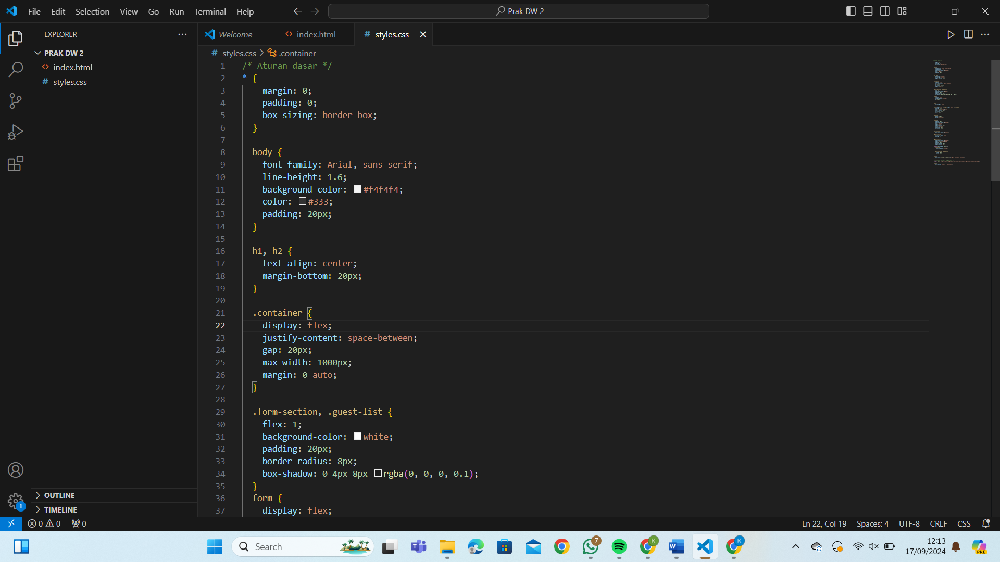 File Edit Selection View Go Run Terminal Help
Prak DW 2
EXPLORER
PRAK DW 2
index.html
styles.css
OUTLINE
TIMELINE
Welcome
index.html
# styles.css
# styles.css > .container
1 /* Aturan dasar */
2 * {
3 margin: 0;
4 padding: 0;
5 box-sizing: border-box;
6 }
7
8 body {
9 font-family: Arial, sans-serif;
10 line-height: 1.6;
11 background-color: #f4f4f4;
12 color: #333;
13 padding: 20px;
14 }
15
16 h1, h2 {
17 text-align: center;
18 margin-bottom: 20px;
19 }
20
21 .container {
22 display: flex;
23 justify-content: space-between;
24 gap: 20px;
25 max-width: 1000px;
26 margin: 0 auto;
27 }
28
29 .form-section, .guest-list {
30 flex: 1;
31 background-color: white;
32 padding: 20px;
33 border-radius: 8px;
34 box-shadow: 0 4px 8px rgba(0, 0, 0, 0.1);
35 }
36 form {
37 display: flex;
1
0 0 0
Ln 22, Col 19 Spaces: 4 UTF-8 CRLF CSS
Search
7
K
K
12:13
17/09/2024
PRE